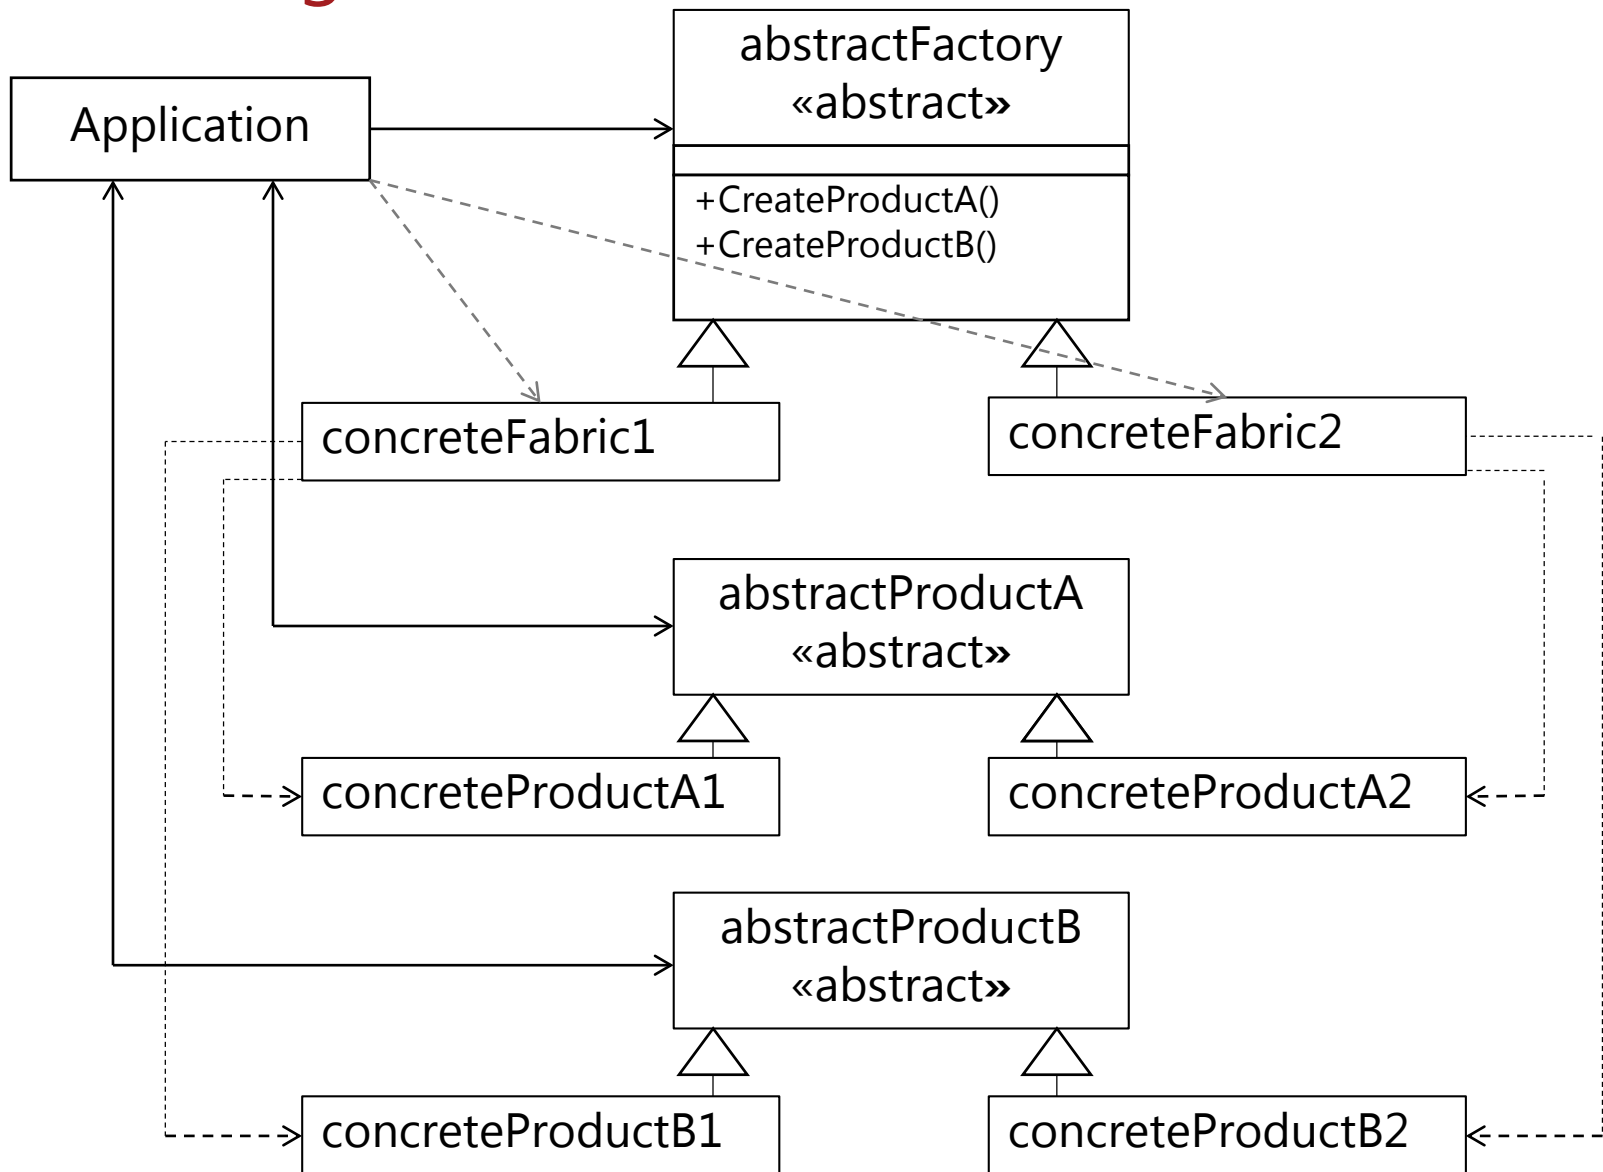 abstractFactory
«abstract»
Application
+CreateProductA()
+CreateProductB()
concreteFabric1
concreteFabric2
abstractProductA
«abstract»
concreteProductA1
concreteProductA2
abstractProductB
«abstract»
concreteProductB1
concreteProductB2